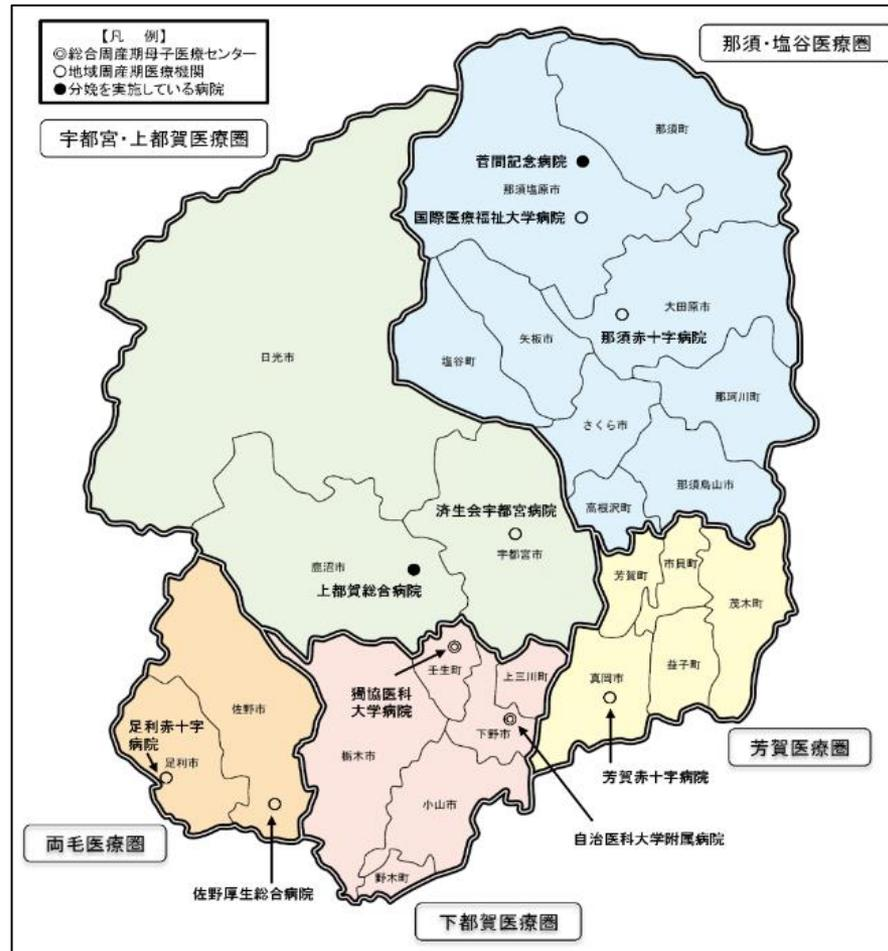 【凡　例】
◎総合周産期母子医療センター
○地域周産期医療機関
●分娩を実施している病院
那須・塩谷医療圏
宇都宮・上都賀医療圏
那須町
菅間記念病院
那須塩原市
国際医療福祉大学病院
大田原市
那須赤十字病院
矢板市
塩谷町
日光市
那珂川町
さくら市
那須烏山市
高根沢町
済生会宇都宮病院
宇都宮市
鹿沼市
上都賀総合病院
芳賀町
市貝町
茂木町
益子町
真岡市
壬生町
上三川町
獨協医科
大学病院
下野市
佐野市
足利赤十字
病院
足利市
栃木市
小山市
芳賀赤十字病院
芳賀医療圏
自治医科大学附属病院
両毛医療圏
佐野厚生総合病院
野木町
下都賀医療圏